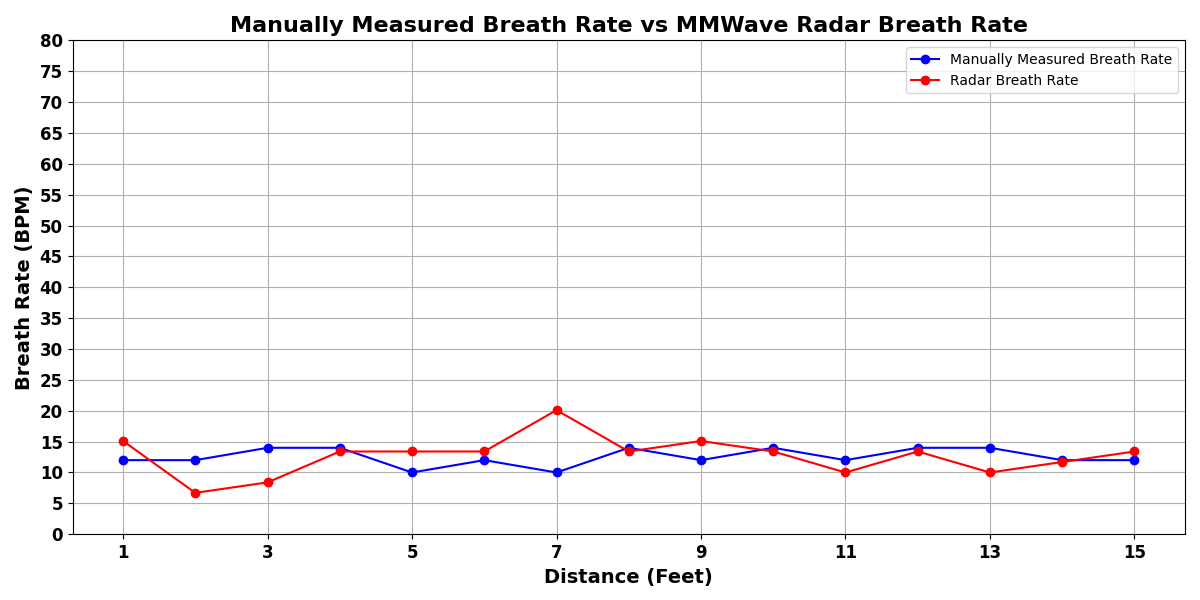 Manually Measured Breath Rate vs MMWave Radar Breath Rate
Manually Measured Breath Rate
Radar Breath Rate
Breath Rate (BPM)
80
75
70
65
60
55
50
45
40
35
30
25
20
15
10
5
0
1 3 5 7 9 11 13 15
Distance (Feet)